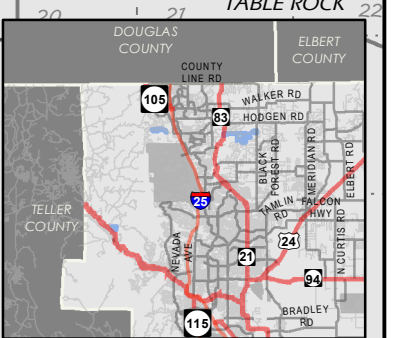 TABLE ROCK
20
21
22
DOUGLAS
COUNTY
ELBERT
COUNTY
COUNTY
LINE RD
105
WALKER RD
83
HODGEN RD
BLACK
FOREST RD
MERIDIAN RD
ELBERT RD
25
TAMLIN
RD
FALCON
HWY
TELLER
COUNTY
NEVADA
AVE
24
N CURTIS RD
21
94
BRADLEY
RD
115